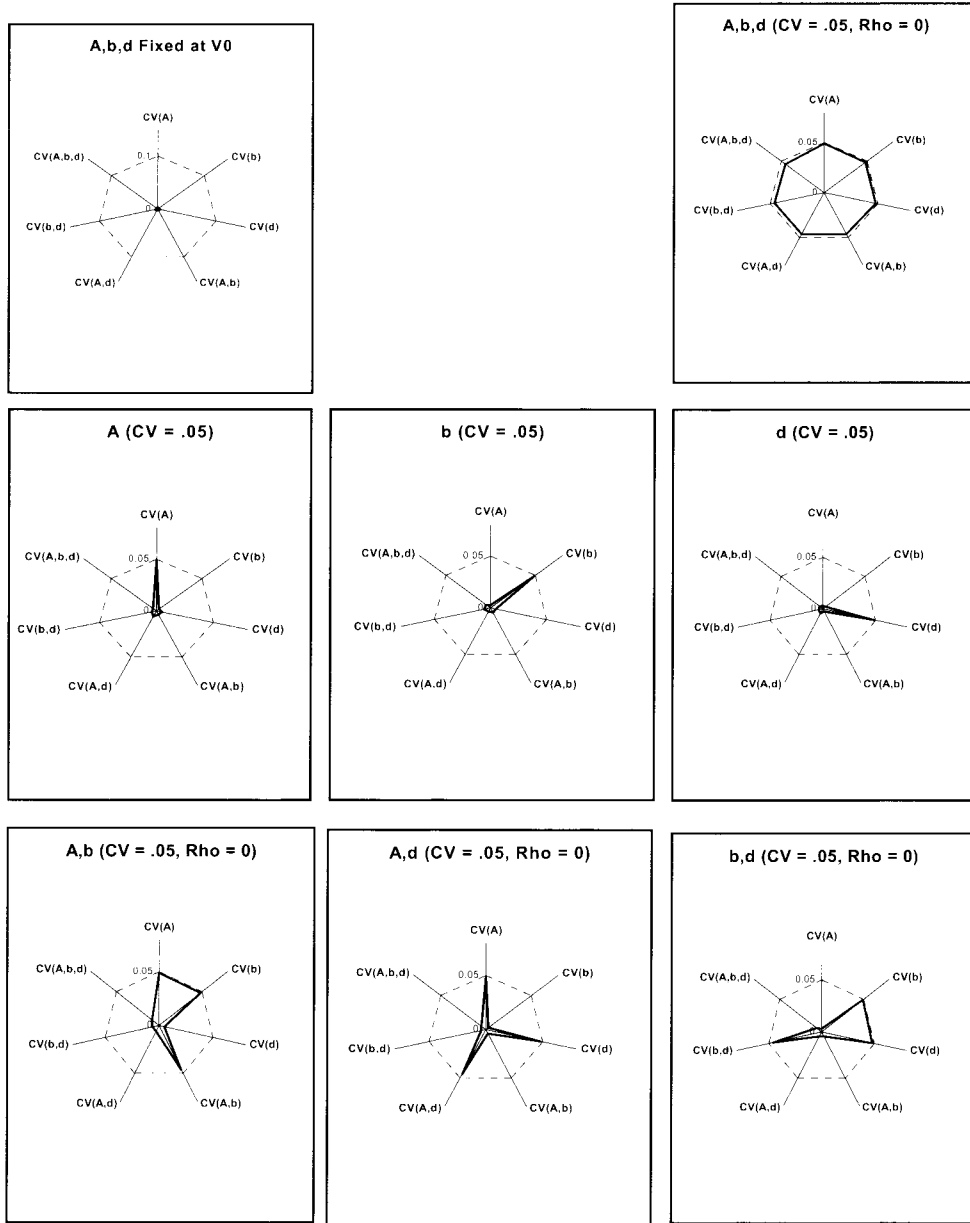 A,b,d Fixed at V0
CV(A)
0.1
CV(A,b,d)
CV(b)
0
CV(b,d)
CV(d)
CV(A,d)
CV(A,b)
A,b,d (CV = .05, Rho = 0)
CV(A)
0.05
CV(A,b,d)
CV(b)
0
CV(b,d)
CV(d)
CV(A,d)
CV(A,b)
A (CV = .05)
CV(A)
0.05
CV(A,b,d)
CV(b)
0
CV(b,d)
CV(d)
CV(A,d)
CV(A,b)
b (CV = .05)
CV(A)
0.05
CV(A,b,d)
CV(b)
CV(b,d)
CV(d)
CV(A,d)
CV(A,b)
d (CV = .05)
CV(A)
0.05
CV(A,b,d)
CV(b)
CV(b,d)
CV(d)
CV(A,d)
CV(A,b)
A,b (CV = .05, Rho = 0)
CV(A)
0.05
CV(A,b,d)
CV(b)
CV(b,d)
CV(d)
CV(A,d)
CV(A,b)
A,d (CV = .05, Rho = 0)
CV(A)
0.05
CV(A,b,d)
CV(b)
CV(b,d)
CV(d)
CV(A,d)
CV(A,b)
b,d (CV = .05, Rho = 0)
CV(A)
0.05
CV(A,b,d)
CV(b)
CV(b,d)
CV(d)
CV(A,d)
CV(A,b)